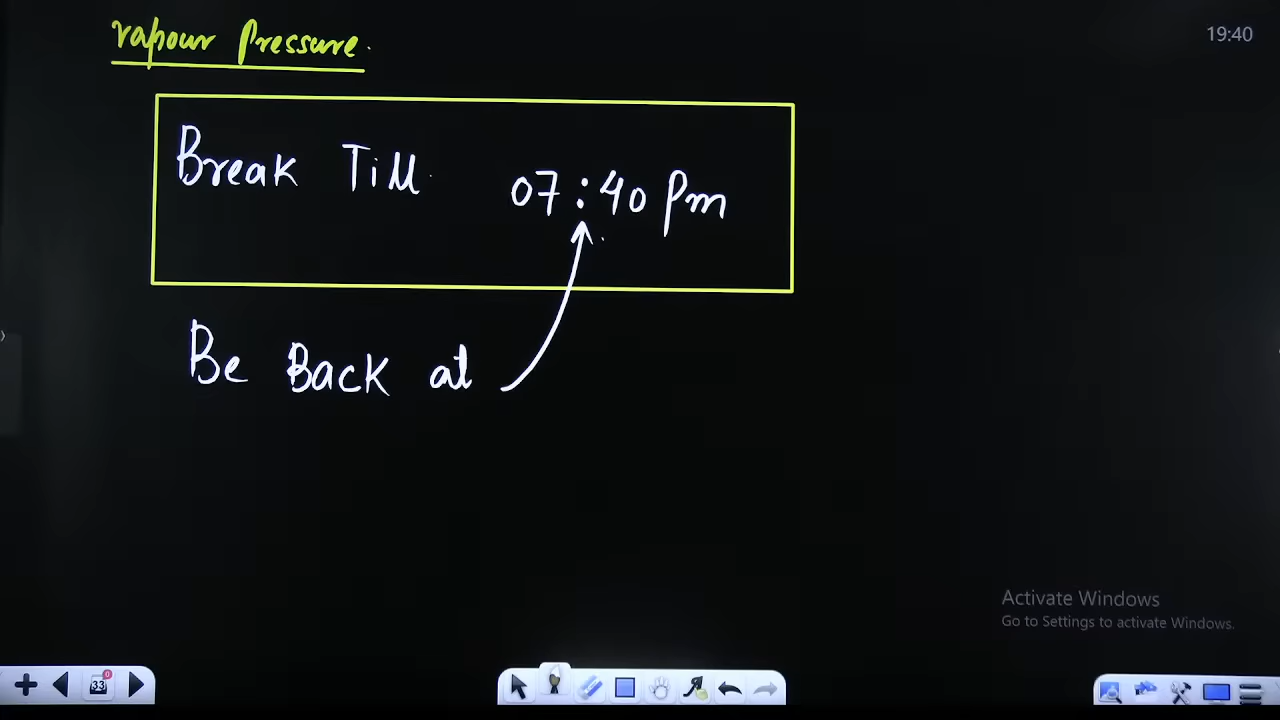 vapour Pressure.
19:40
Break Till 07:40 Pm
Be Back at
Activate Windows
Go to Settings to activate Windows.
33
0